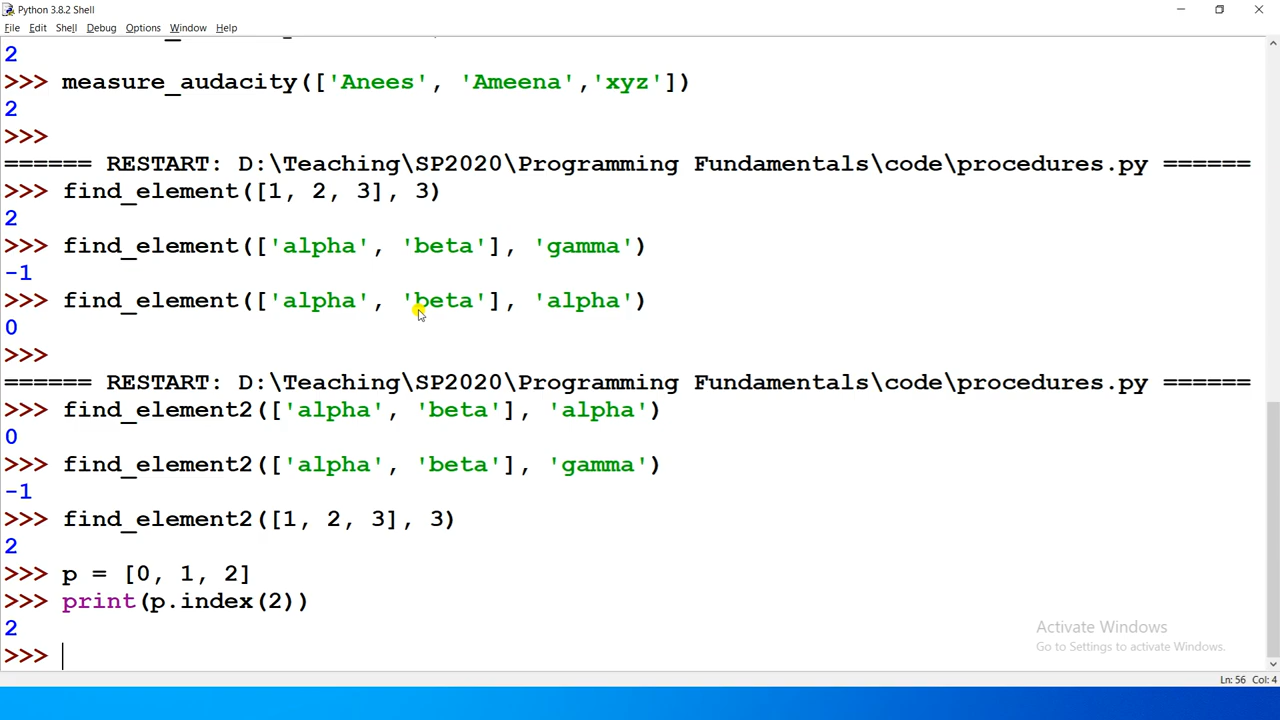 Python 3.8.2 Shell
File Edit Shell Debug Options Window Help
2
>>> measure_audacity(['Anees', 'Ameena','xyz'])
2
>>>
====== RESTART: D:\Teaching\SP2020\Programming Fundamentals\code\procedures.py ======
>>> find_element([1, 2, 3], 3)
2
>>> find_element(['alpha', 'beta'], 'gamma')
-1
>>> find_element(['alpha', 'beta'], 'alpha')
0
>>>
====== RESTART: D:\Teaching\SP2020\Programming Fundamentals\code\procedures.py ======
>>> find_element2(['alpha', 'beta'], 'alpha')
0
>>> find_element2(['alpha', 'beta'], 'gamma')
-1
>>> find_element2([1, 2, 3], 3)
2
>>> p = [0, 1, 2]
>>> print(p.index(2))
2
>>>
Activate Windows
Go to Settings to activate Windows.
Ln: 56 Col: 4